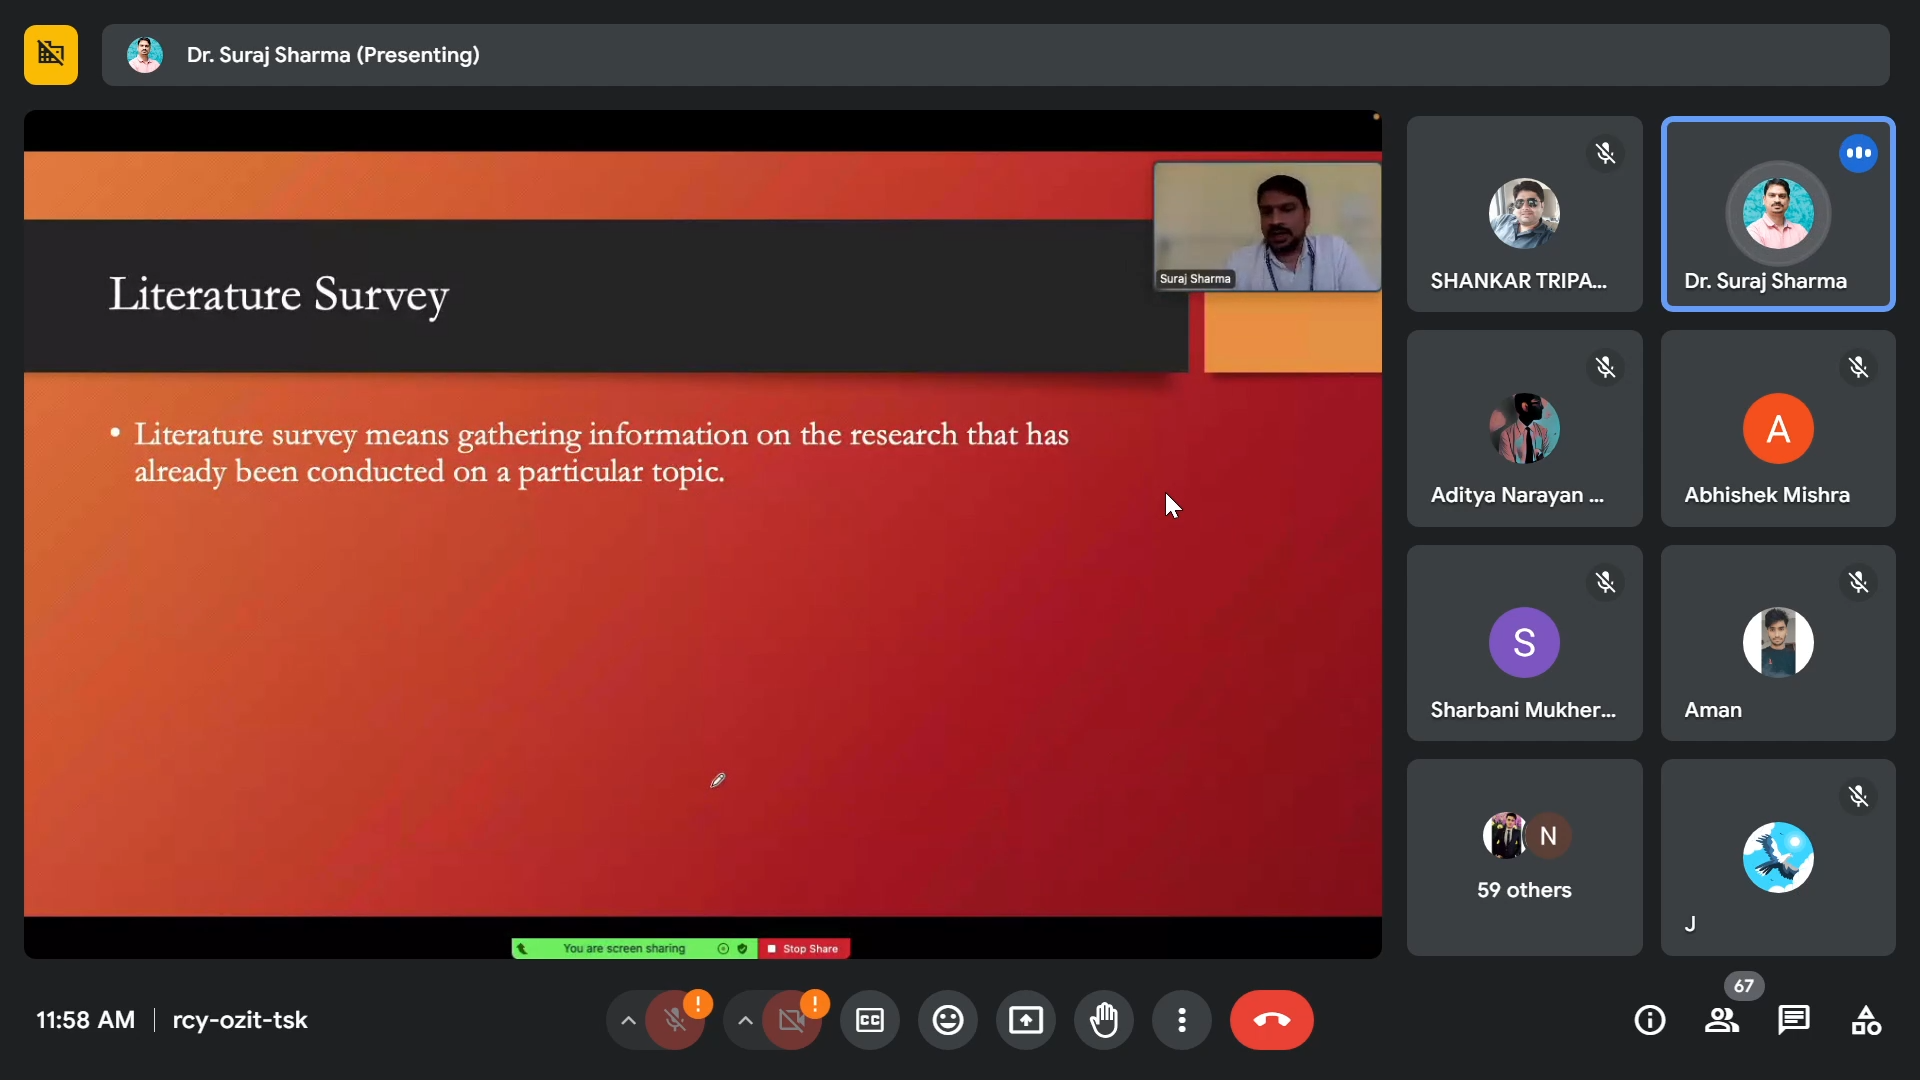 Dr. Suraj Sharma (Presenting)
Literature Survey
Suraj Sharma
• Literature survey means gathering information on the research that has
already been conducted on a particular topic.
You are screen sharing
Stop Share
SHANKAR TRIPA...
Dr. Suraj Sharma
Aditya Narayan ...
Abhishek Mishra
S
A
Sharbani Mukher...
Aman
N
59 others
J
11:58 AM
rcy-ozit-tsk
CC
67